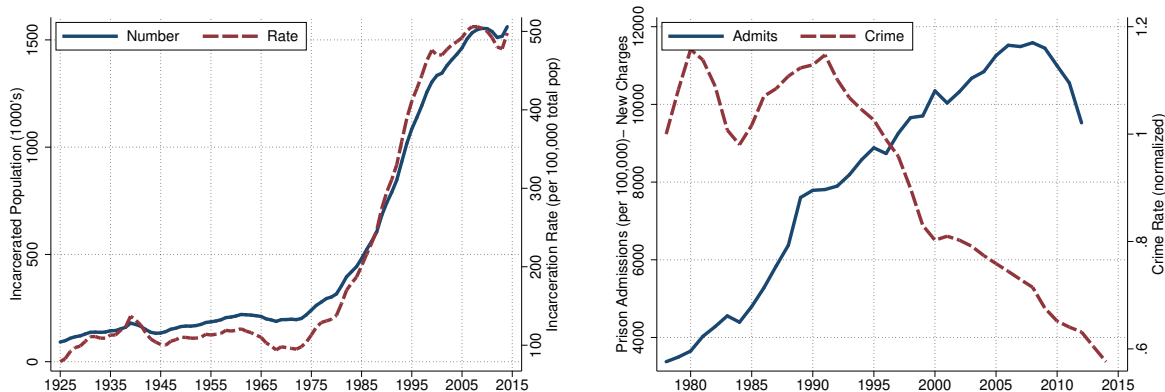 Number Rate
Incarcerated Population (1000's)
0 500 1000 1500
Incarceration Rate (per 100,000 total pop)
100 200 300 400 500
1925 1935 1945 1955 1965 1975 1985 1995 2005 2015
Admits Crime
Prison Admissions (per 100,000) – New Charges
4000 6000 8000 10000 12000
Crime Rate (normalized)
.6 .8 1 1.2
1980 1985 1990 1995 2000 2005 2010 2015